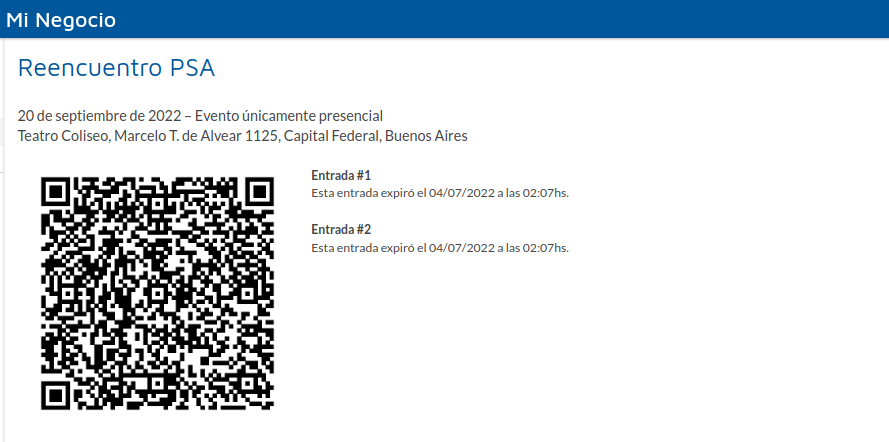 Mi Negocio
Reencuentro PSA
20 de septiembre de 2022 – Evento únicamente presencial
Teatro Coliseo, Marcelo T. de Alvear 1125, Capital Federal, Buenos Aires
Entrada #1
Esta entrada expiró el 04/07/2022 a las 02:07hs.
Entrada #2
Esta entrada expiró el 04/07/2022 a las 02:07hs.